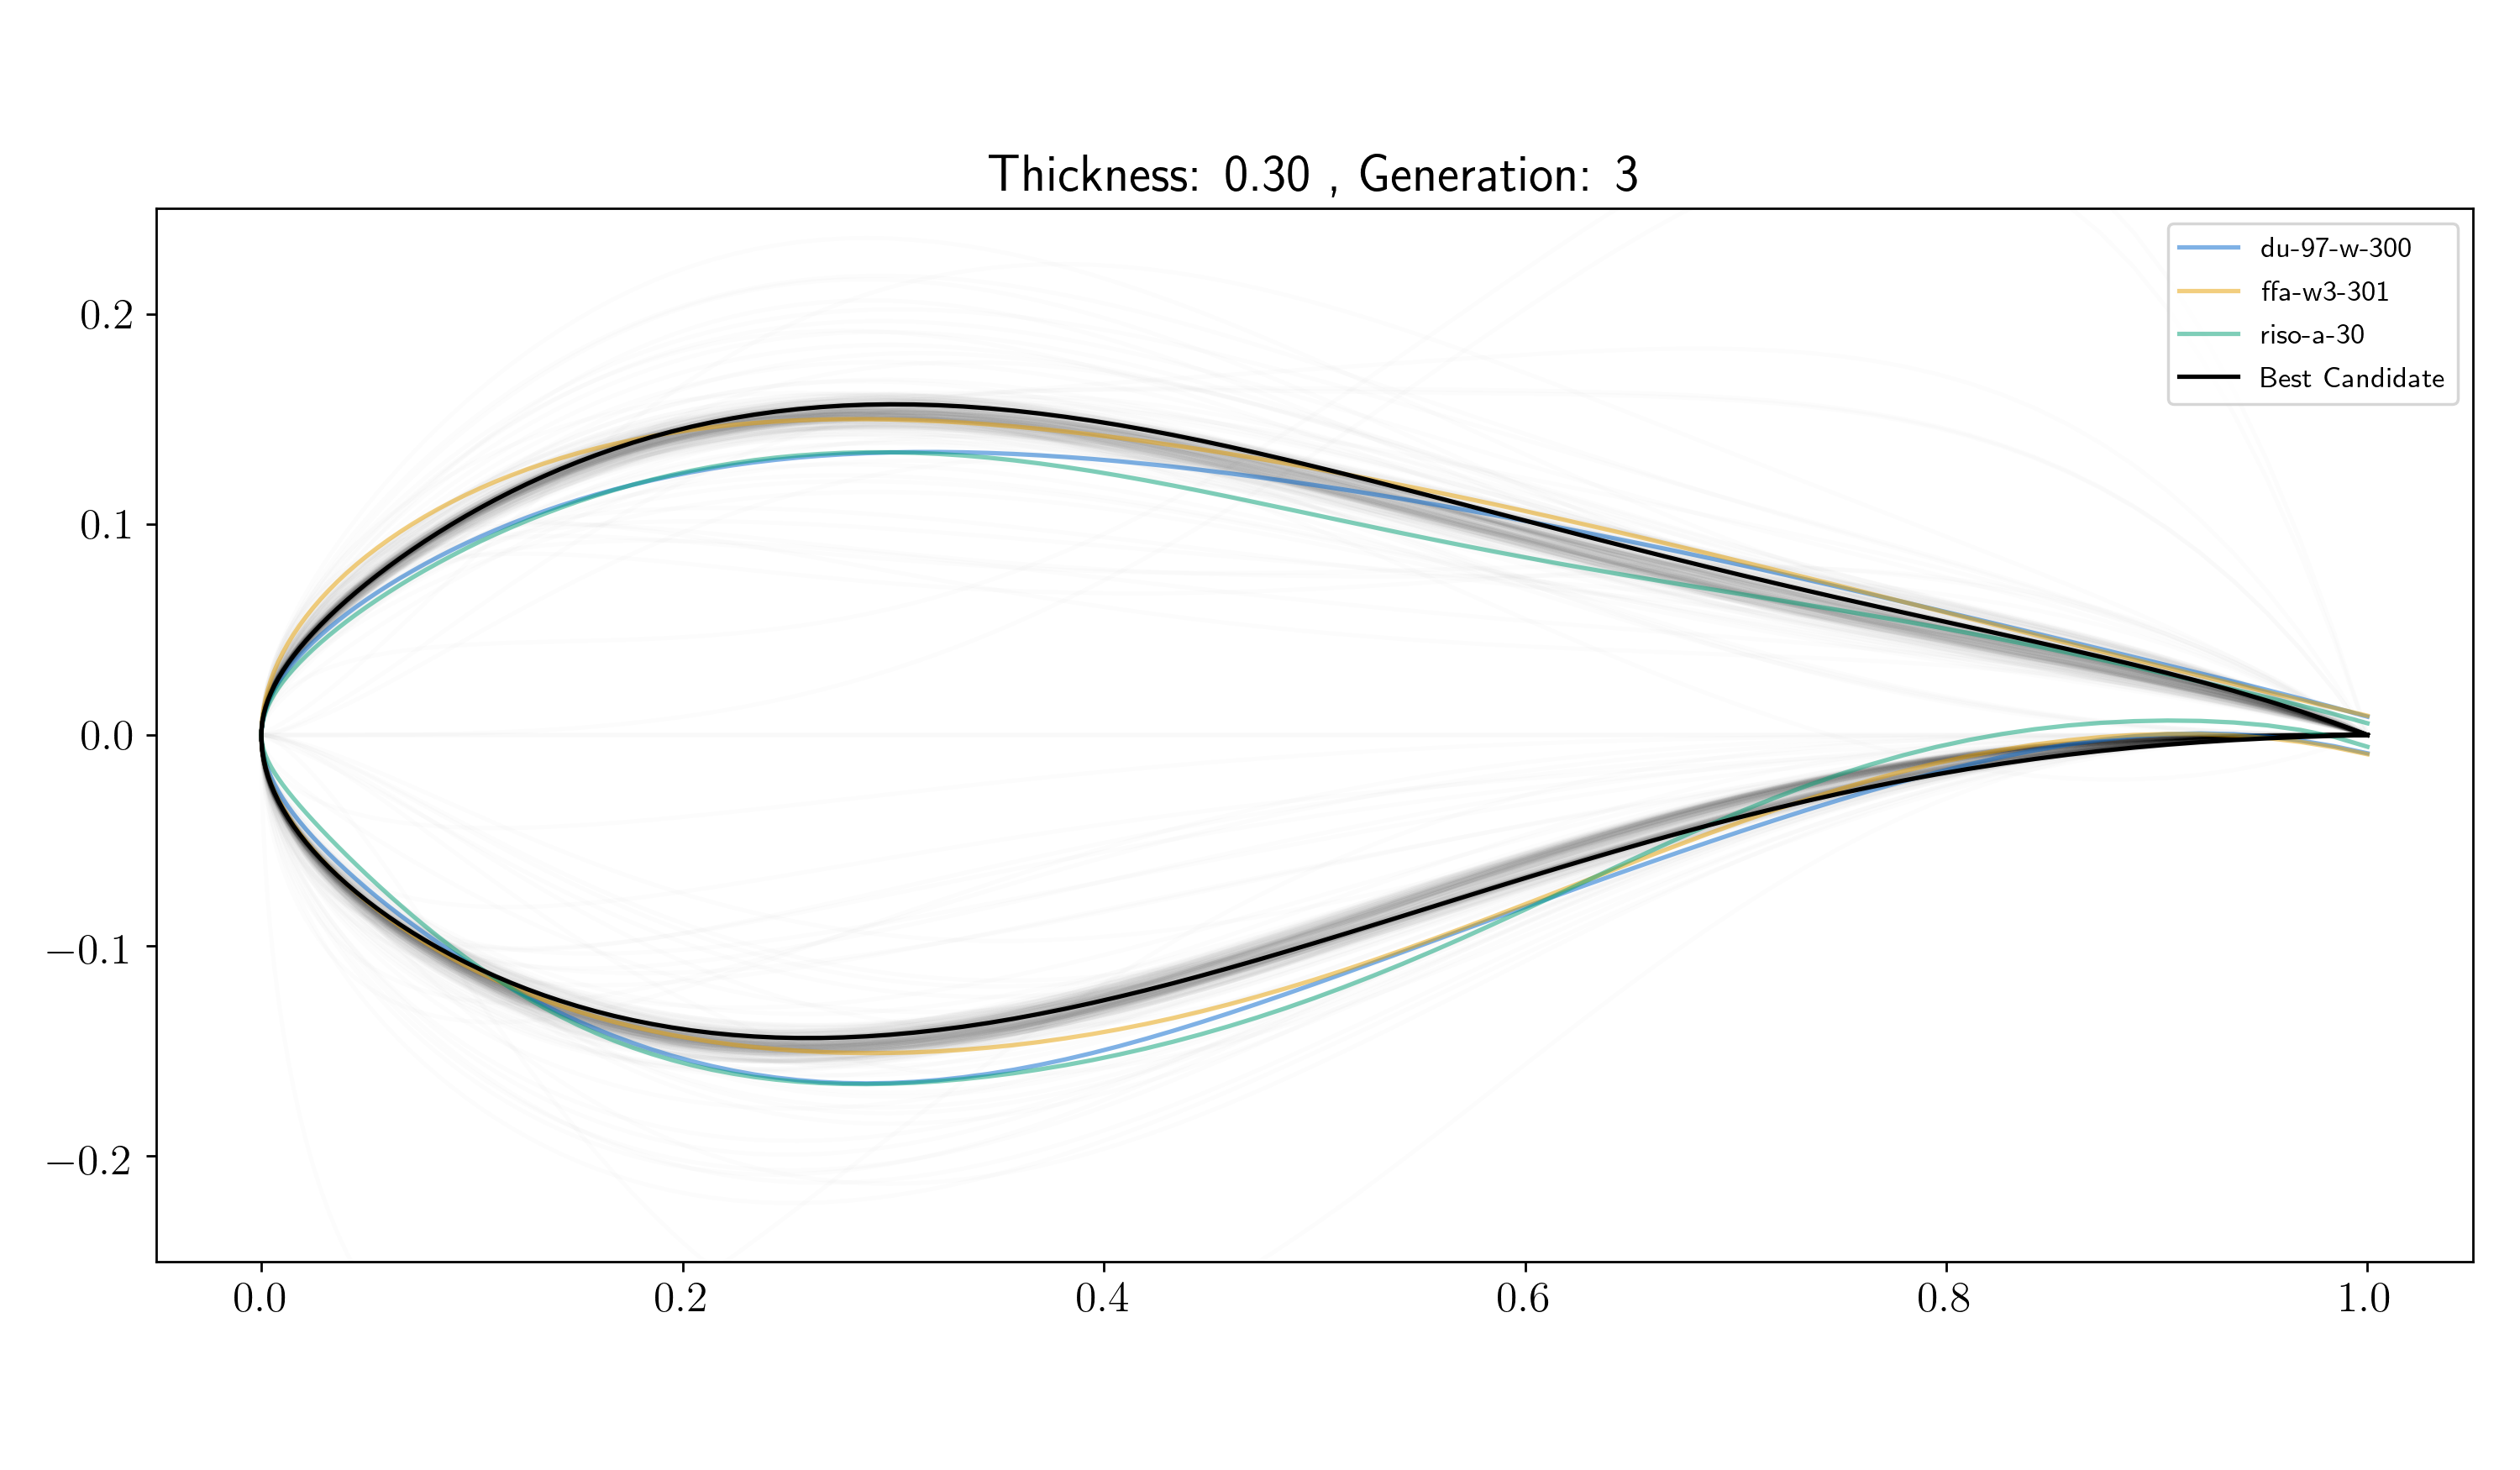 Thickness: 0.30 , Generation: 3
du-97-w-300
ffa-w3-301
riso-a-30
Best Candidate
0.2
0.1
0.0
−0.1
−0.2
0.0 0.2 0.4 0.6 0.8 1.0